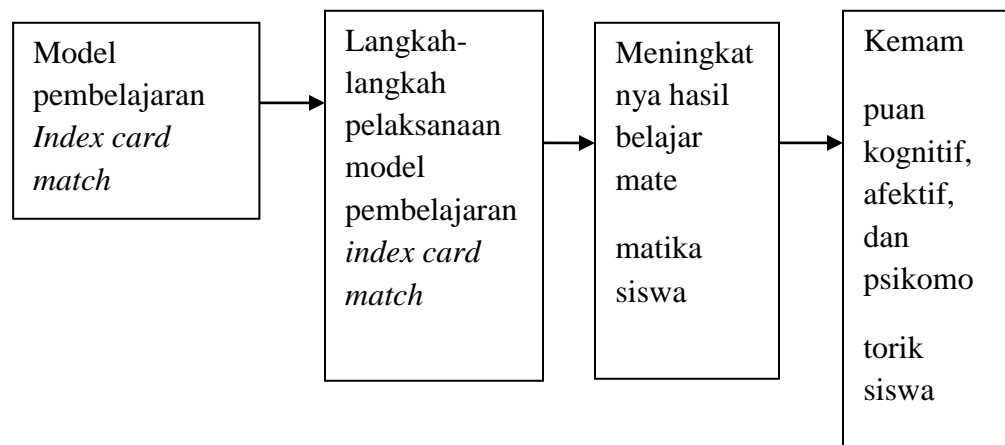 Model
pembelajaran
Index card
match
Langkah-
langkah
pelaksanaan
model
pembelajaran
index card
match
Meningkat
nya hasil
belajar
mate
matika
siswa
Kemam
puan
kognitif,
afektif,
dan
psikomo
torik
siswa